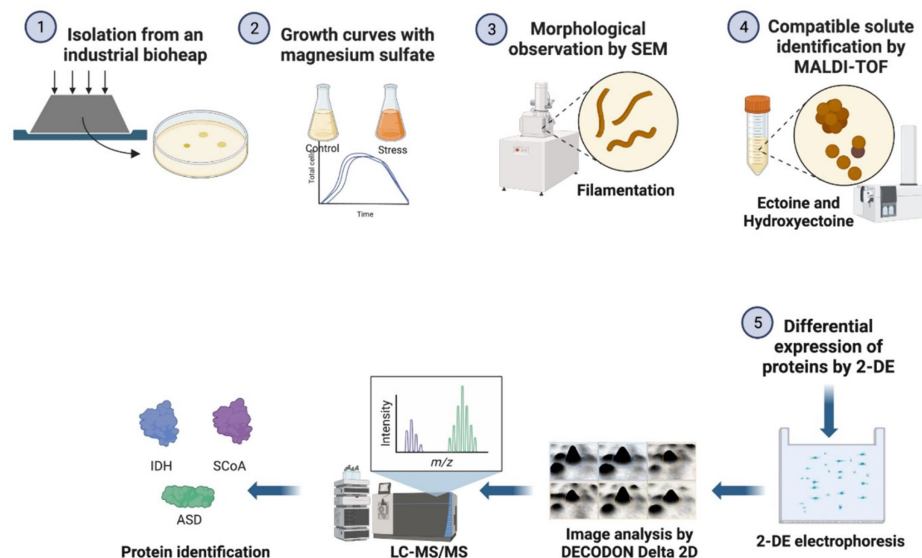 1
Isolation from an
industrial bioheap
2
Growth curves with
magnesium sulfate
Control
Stress
Total cells
Time
3
Morphological
observation by SEM
Filamentation
4
Compatible solute
identification by
MALDI-TOF
Ectoine and
Hydroxyectoine
5
Differential
expression of
proteins by 2-DE
2-DE electrophoresis
Image analysis by
DECODON Delta 2D
Intensity
m/z
LC-MS/MS
IDH
SCoA
ASD
Protein identification